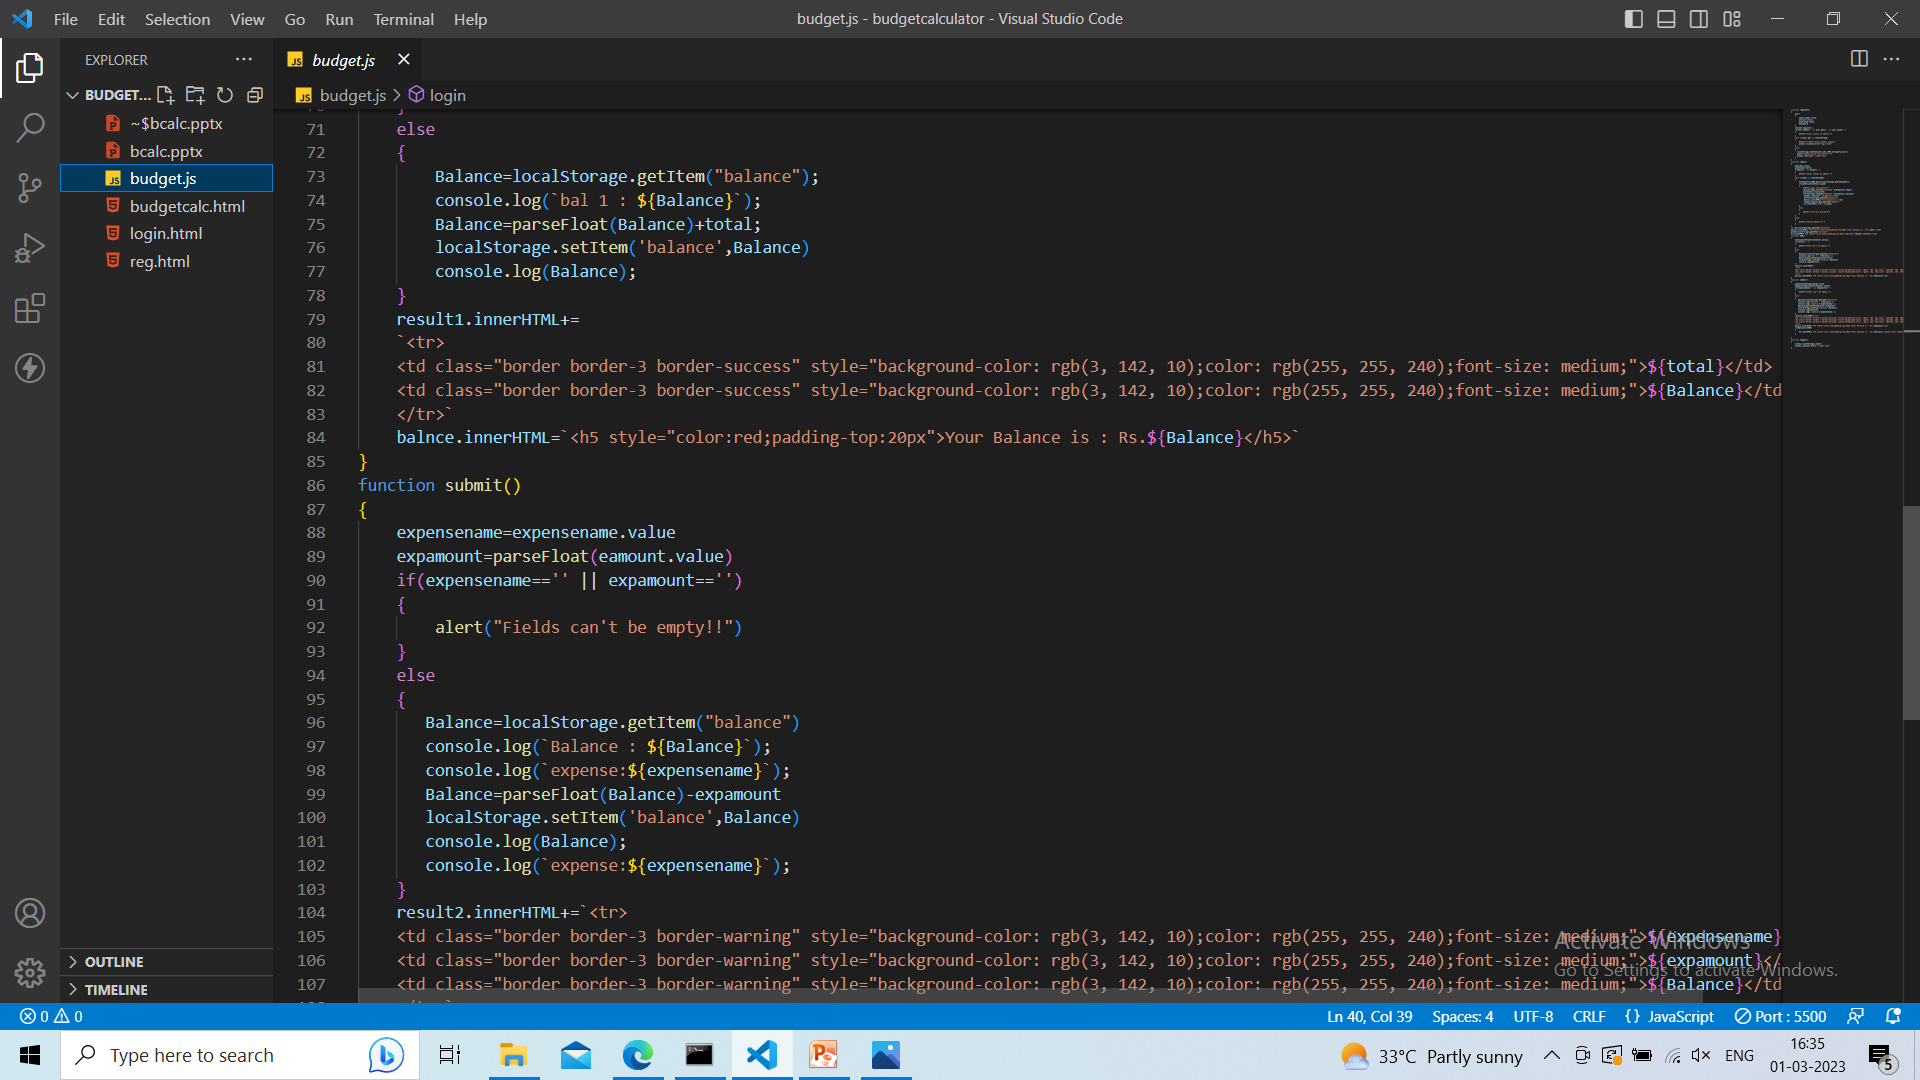 File Edit Selection View Go Run Terminal Help
budget.js - budgetcalculator - Visual Studio Code
EXPLORER
BUDGET...
~$bcalc.pptx
bcalc.pptx
budget.js
budgetcalc.html
login.html
reg.html
OUTLINE
TIMELINE
budget.js
budget.js > login
71 else
72 {
73 Balance=localStorage.getItem("balance");
74 console.log(`bal 1 : ${Balance}`);
75 Balance=parseFloat(Balance)+total;
76 localStorage.setItem('balance',Balance)
77 console.log(Balance);
78 }
79 result1.innerHTML+=
80 `<tr>
81 <td class="border border-3 border-success" style="background-color: rgb(3, 142, 10);color: rgb(255, 255, 240);font-size: medium;">${total}</td>
82 <td class="border border-3 border-success" style="background-color: rgb(3, 142, 10);color: rgb(255, 255, 240);font-size: medium;">${Balance}</td
83 </tr>`
84 balnce.innerHTML=`<h5 style="color:red;padding-top:20px">Your Balance is : Rs.${Balance}</h5>`
85 }
86 function submit()
87 {
88 expensename=expensename.value
89 expamount=parseFloat(eamount.value)
90 if(expensename=='' || expamount=='')
91 {
92 alert("Fields can't be empty!!")
93 }
94 else
95 {
96 Balance=localStorage.getItem("balance")
97 console.log(`Balance : ${Balance}`);
98 console.log(`expense:${expensename}`);
99 Balance=parseFloat(Balance)-expamount
100 localStorage.setItem('balance',Balance)
101 console.log(Balance);
102 console.log(`expense:${expensename}`);
103 }
104 result2.innerHTML+=`<tr>
105 <td class="border border-3 border-warning" style="background-color: rgb(3, 142, 10);color: rgb(255, 255, 240);font-size: medium;">${expensename}
106 <td class="border border-3 border-warning" style="background-color: rgb(3, 142, 10);color: rgb(255, 255, 240);font-size: medium;">${expamount}</
107 <td class="border border-3 border-warning" style="background-color: rgb(3, 142, 10);color: rgb(255, 255, 240);font-size: medium;">${Balance}</td
Activate Windows
Go to Settings to activate Windows.
0 0
Ln 40, Col 39 Spaces: 4 UTF-8 CRLF {} JavaScript Port : 5500
Type here to search
33°C Partly sunny
ENG
16:35
01-03-2023
5